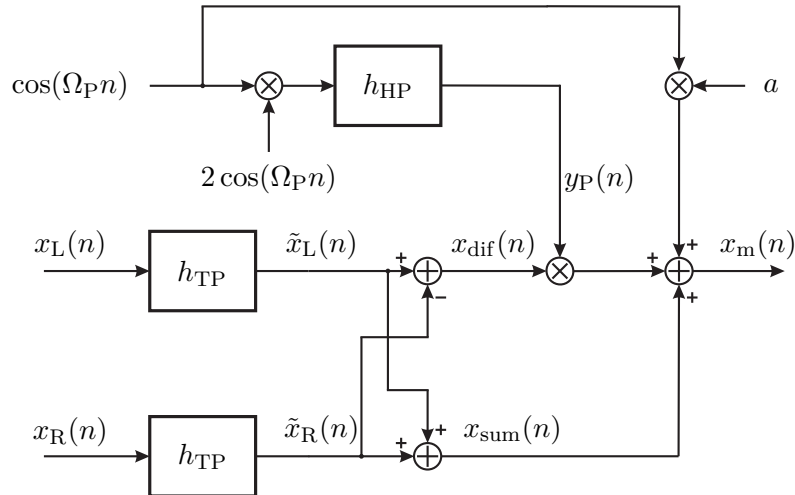 cos(Ω_P n)
h_HP
a
2 cos(Ω_P n)
y_P(n)
x_L(n)
h_TP
x̃_L(n)
+
x_dif(n)
−
+
+
x_m(n)
+
x_R(n)
h_TP
x̃_R(n)
+
+
x_sum(n)